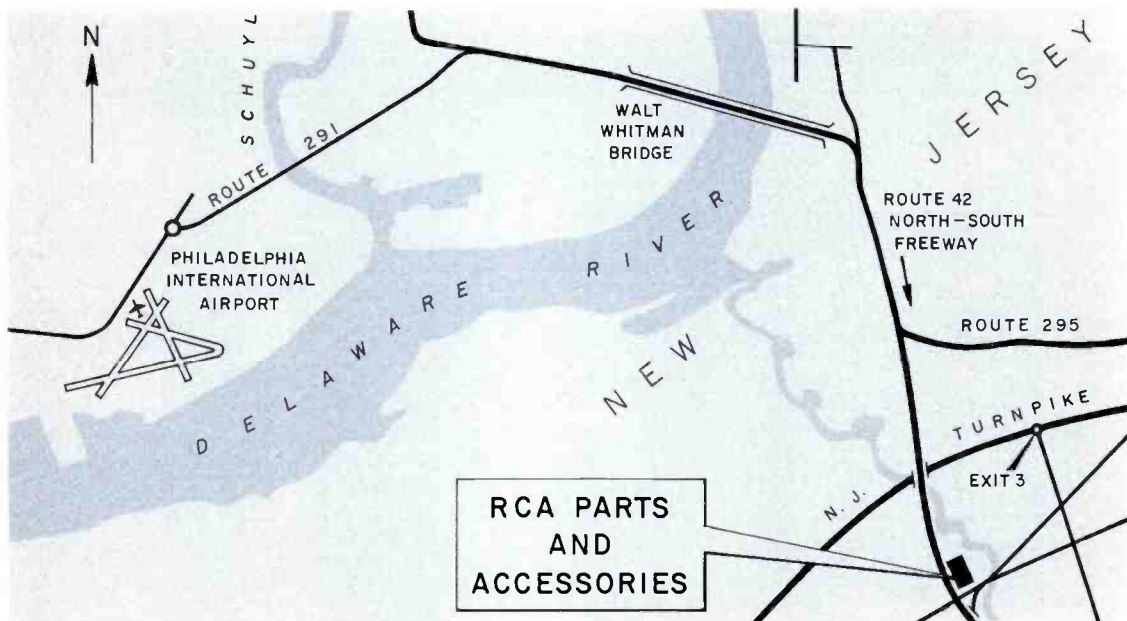 N
SCHUYL
ROUTE 291
PHILADELPHIA
INTERNATIONAL
AIRPORT
WALT
WHITMAN
BRIDGE
NEW JERSEY
ROUTE 42
NORTH-SOUTH
FREEWAY
DELAWARE RIVER
ROUTE 295
N. J. TURNPIKE
EXIT 3
RCA PARTS
AND
ACCESSORIES